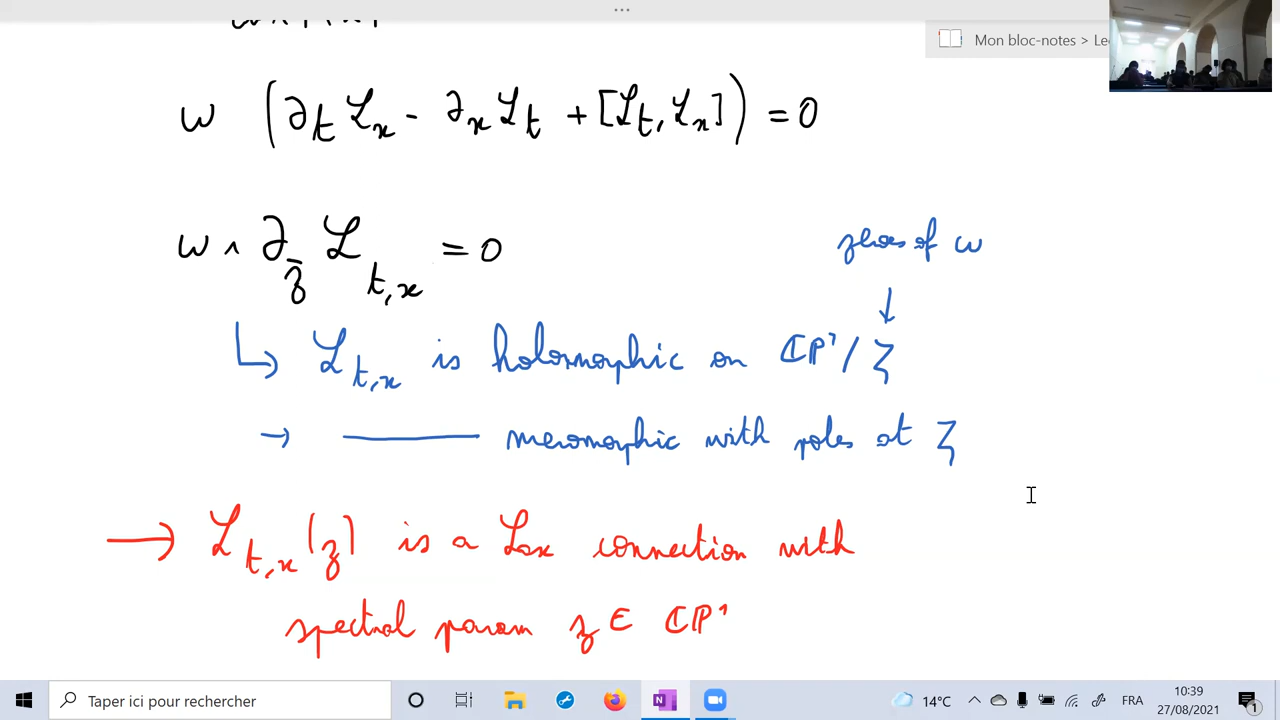 ...
Mon bloc-notes > Le
ω (∂t ℒx - ∂x ℒt + [ℒt, ℒx]) = 0
ω ∧ ∂z̄ ℒt,x = 0
zeroes of ω
↓
↳ ℒt,x is holomorphic on ℂP¹ / ζ
→ ——— meromorphic with poles at ζ
→ ℒt,x (z) is a Lax connection with
spectral param z ∈ ℂP¹
Taper ici pour rechercher
14°C
FRA
10:39
27/08/2021
1